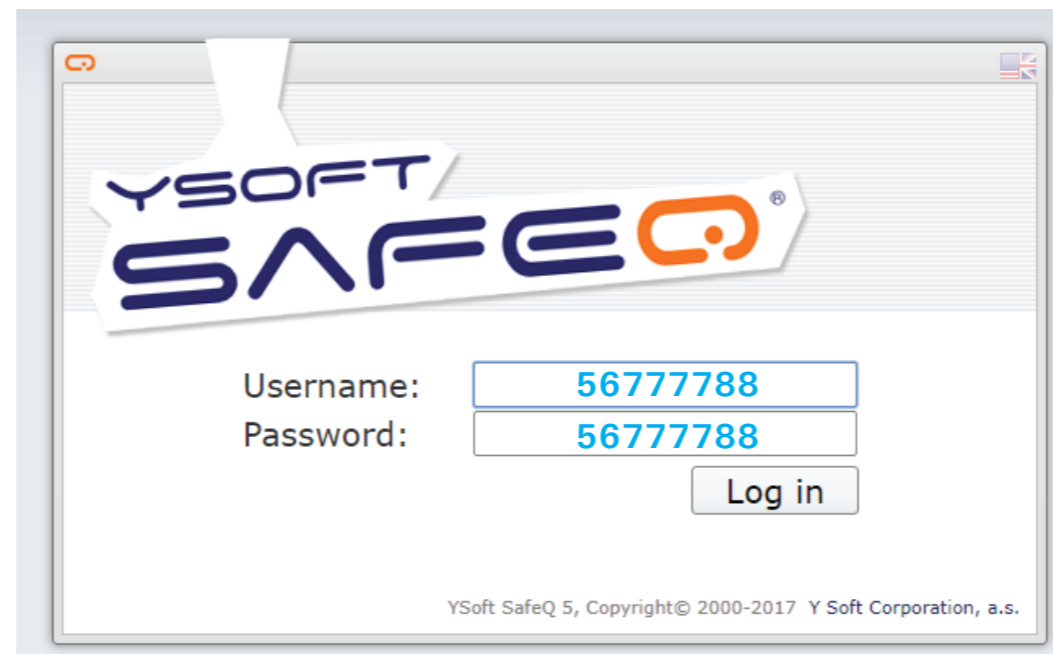 YSOFT
SAFEQ®
Username: 56777788
Password: 56777788
Log in
YSoft SafeQ 5, Copyright© 2000-2017 Y Soft Corporation, a.s.